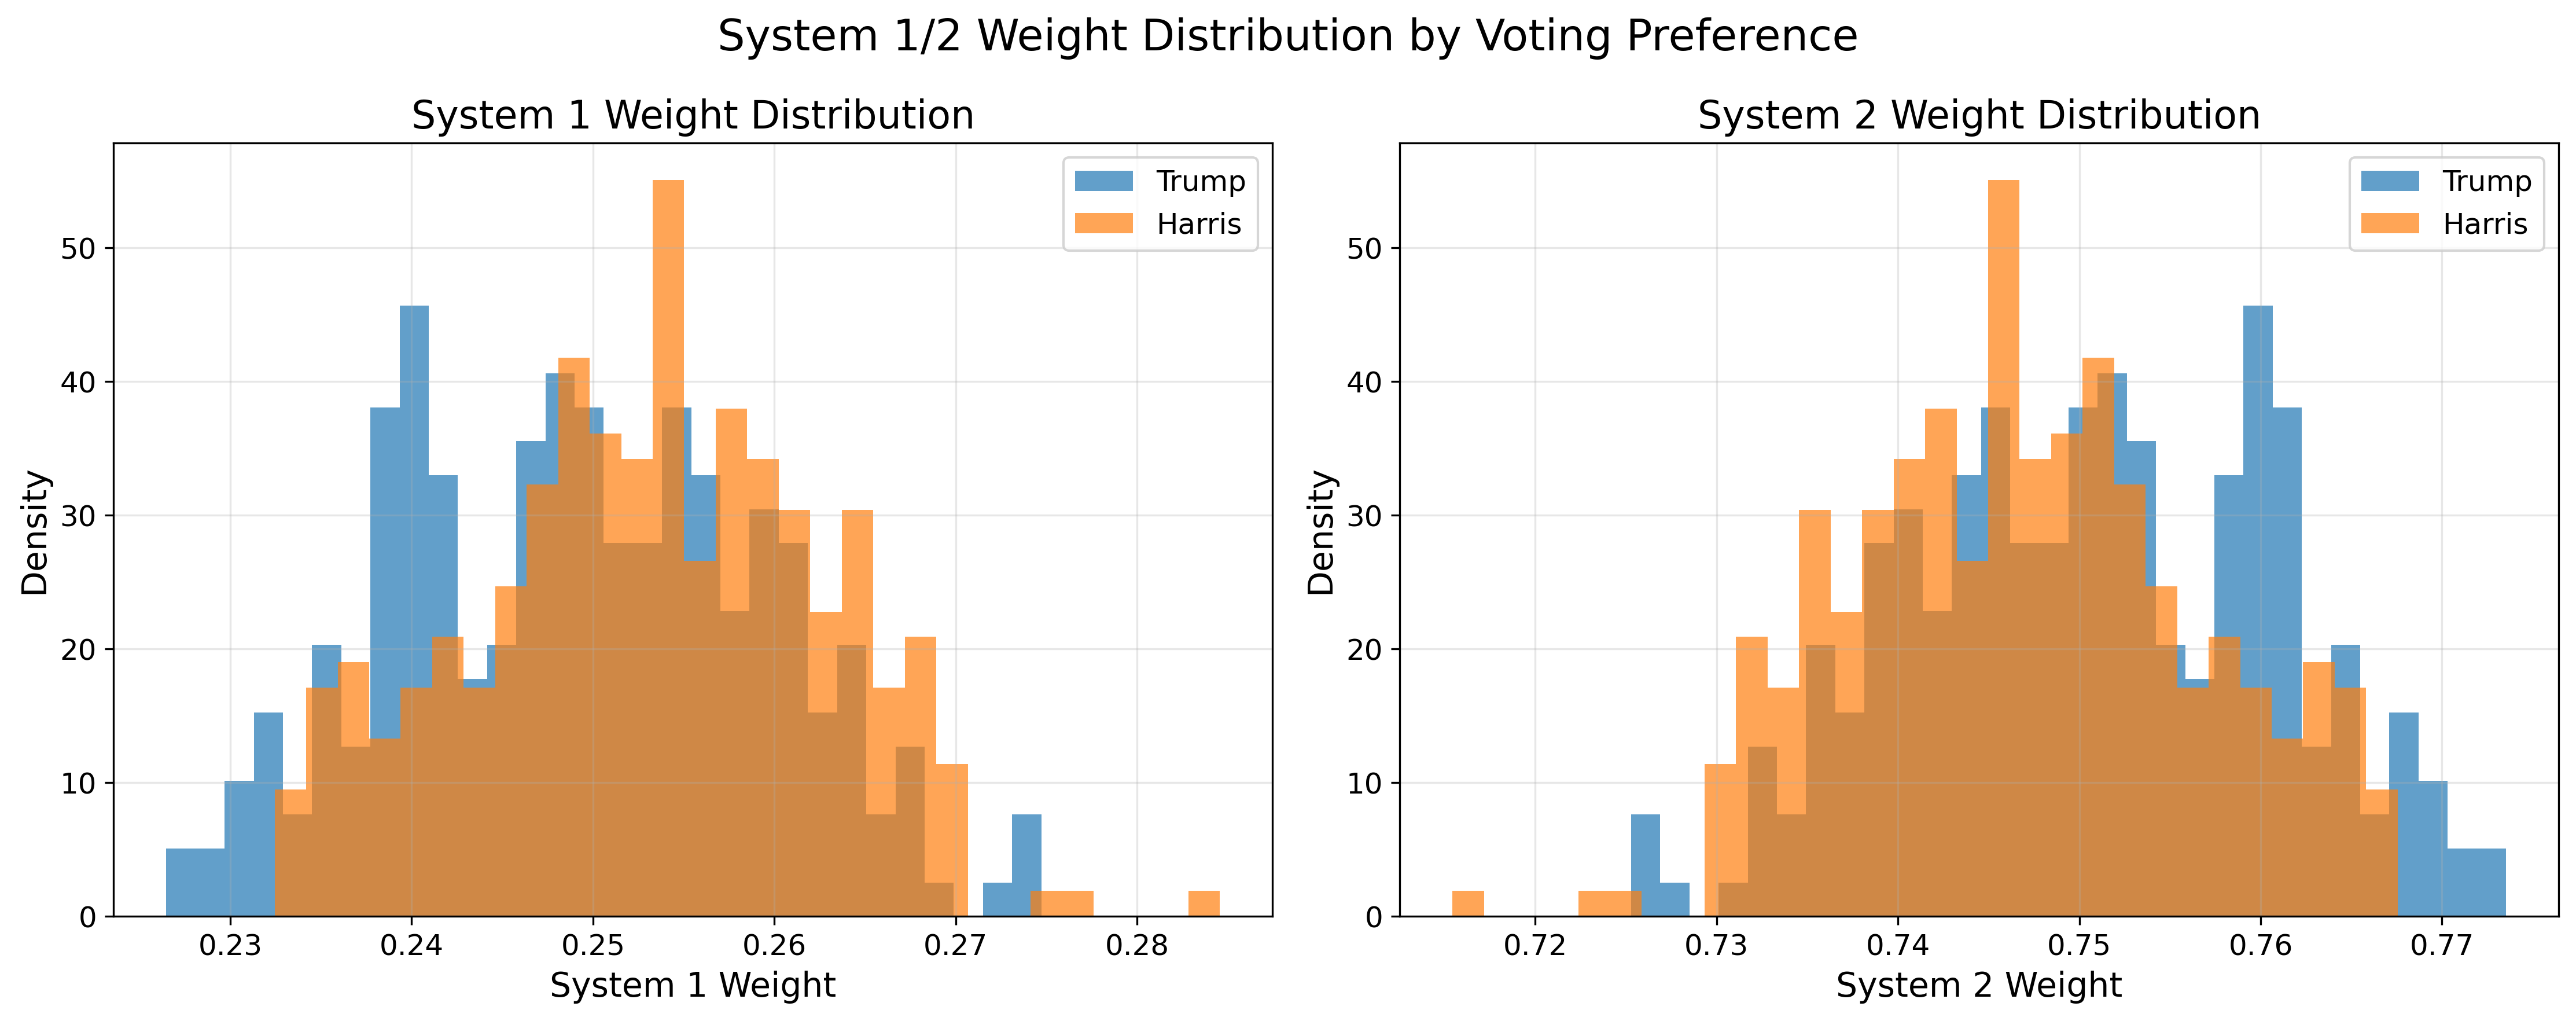 System 1/2 Weight Distribution by Voting Preference
System 1 Weight Distribution
Trump
Harris
Density
50
40
30
20
10
0
0.23 0.24 0.25 0.26 0.27 0.28
System 1 Weight
System 2 Weight Distribution
Trump
Harris
Density
50
40
30
20
10
0
0.72 0.73 0.74 0.75 0.76 0.77
System 2 Weight